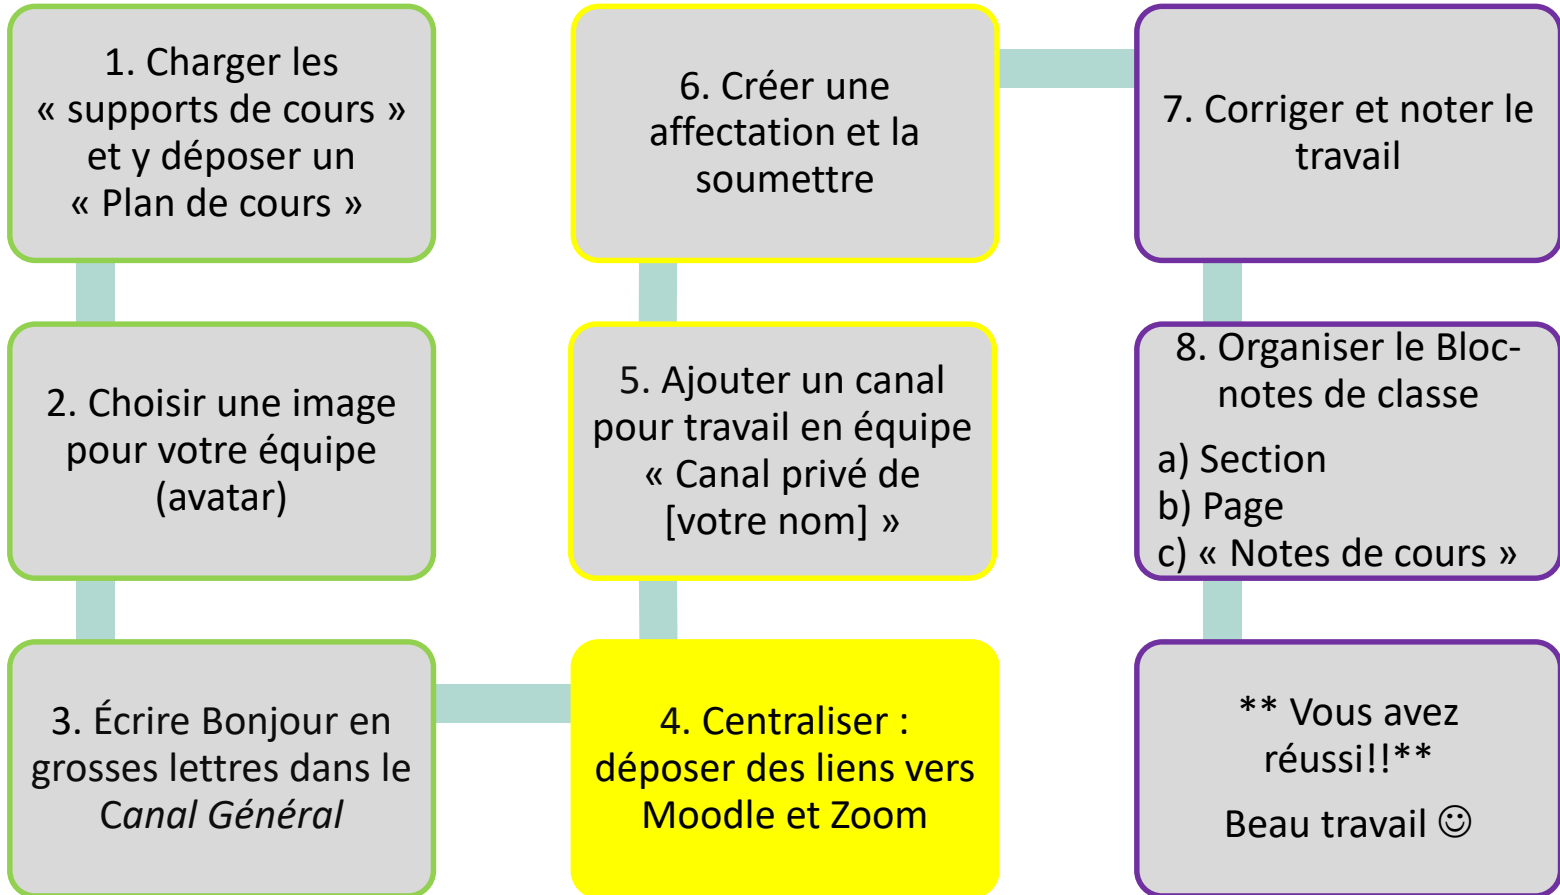 1. Charger les
« supports de cours »
et y déposer un
« Plan de cours »
2. Choisir une image
pour votre équipe
(avatar)
3. Écrire Bonjour en
grosses lettres dans le
Canal Général
4. Centraliser :
déposer des liens vers
Moodle et Zoom
5. Ajouter un canal
pour travail en équipe
« Canal privé de
[votre nom] »
6. Créer une
affectation et la
soumettre
7. Corriger et noter le
travail
8. Organiser le Bloc-
notes de classe
a) Section
b) Page
c) « Notes de cours »
** Vous avez
réussi!!**
Beau travail ☺